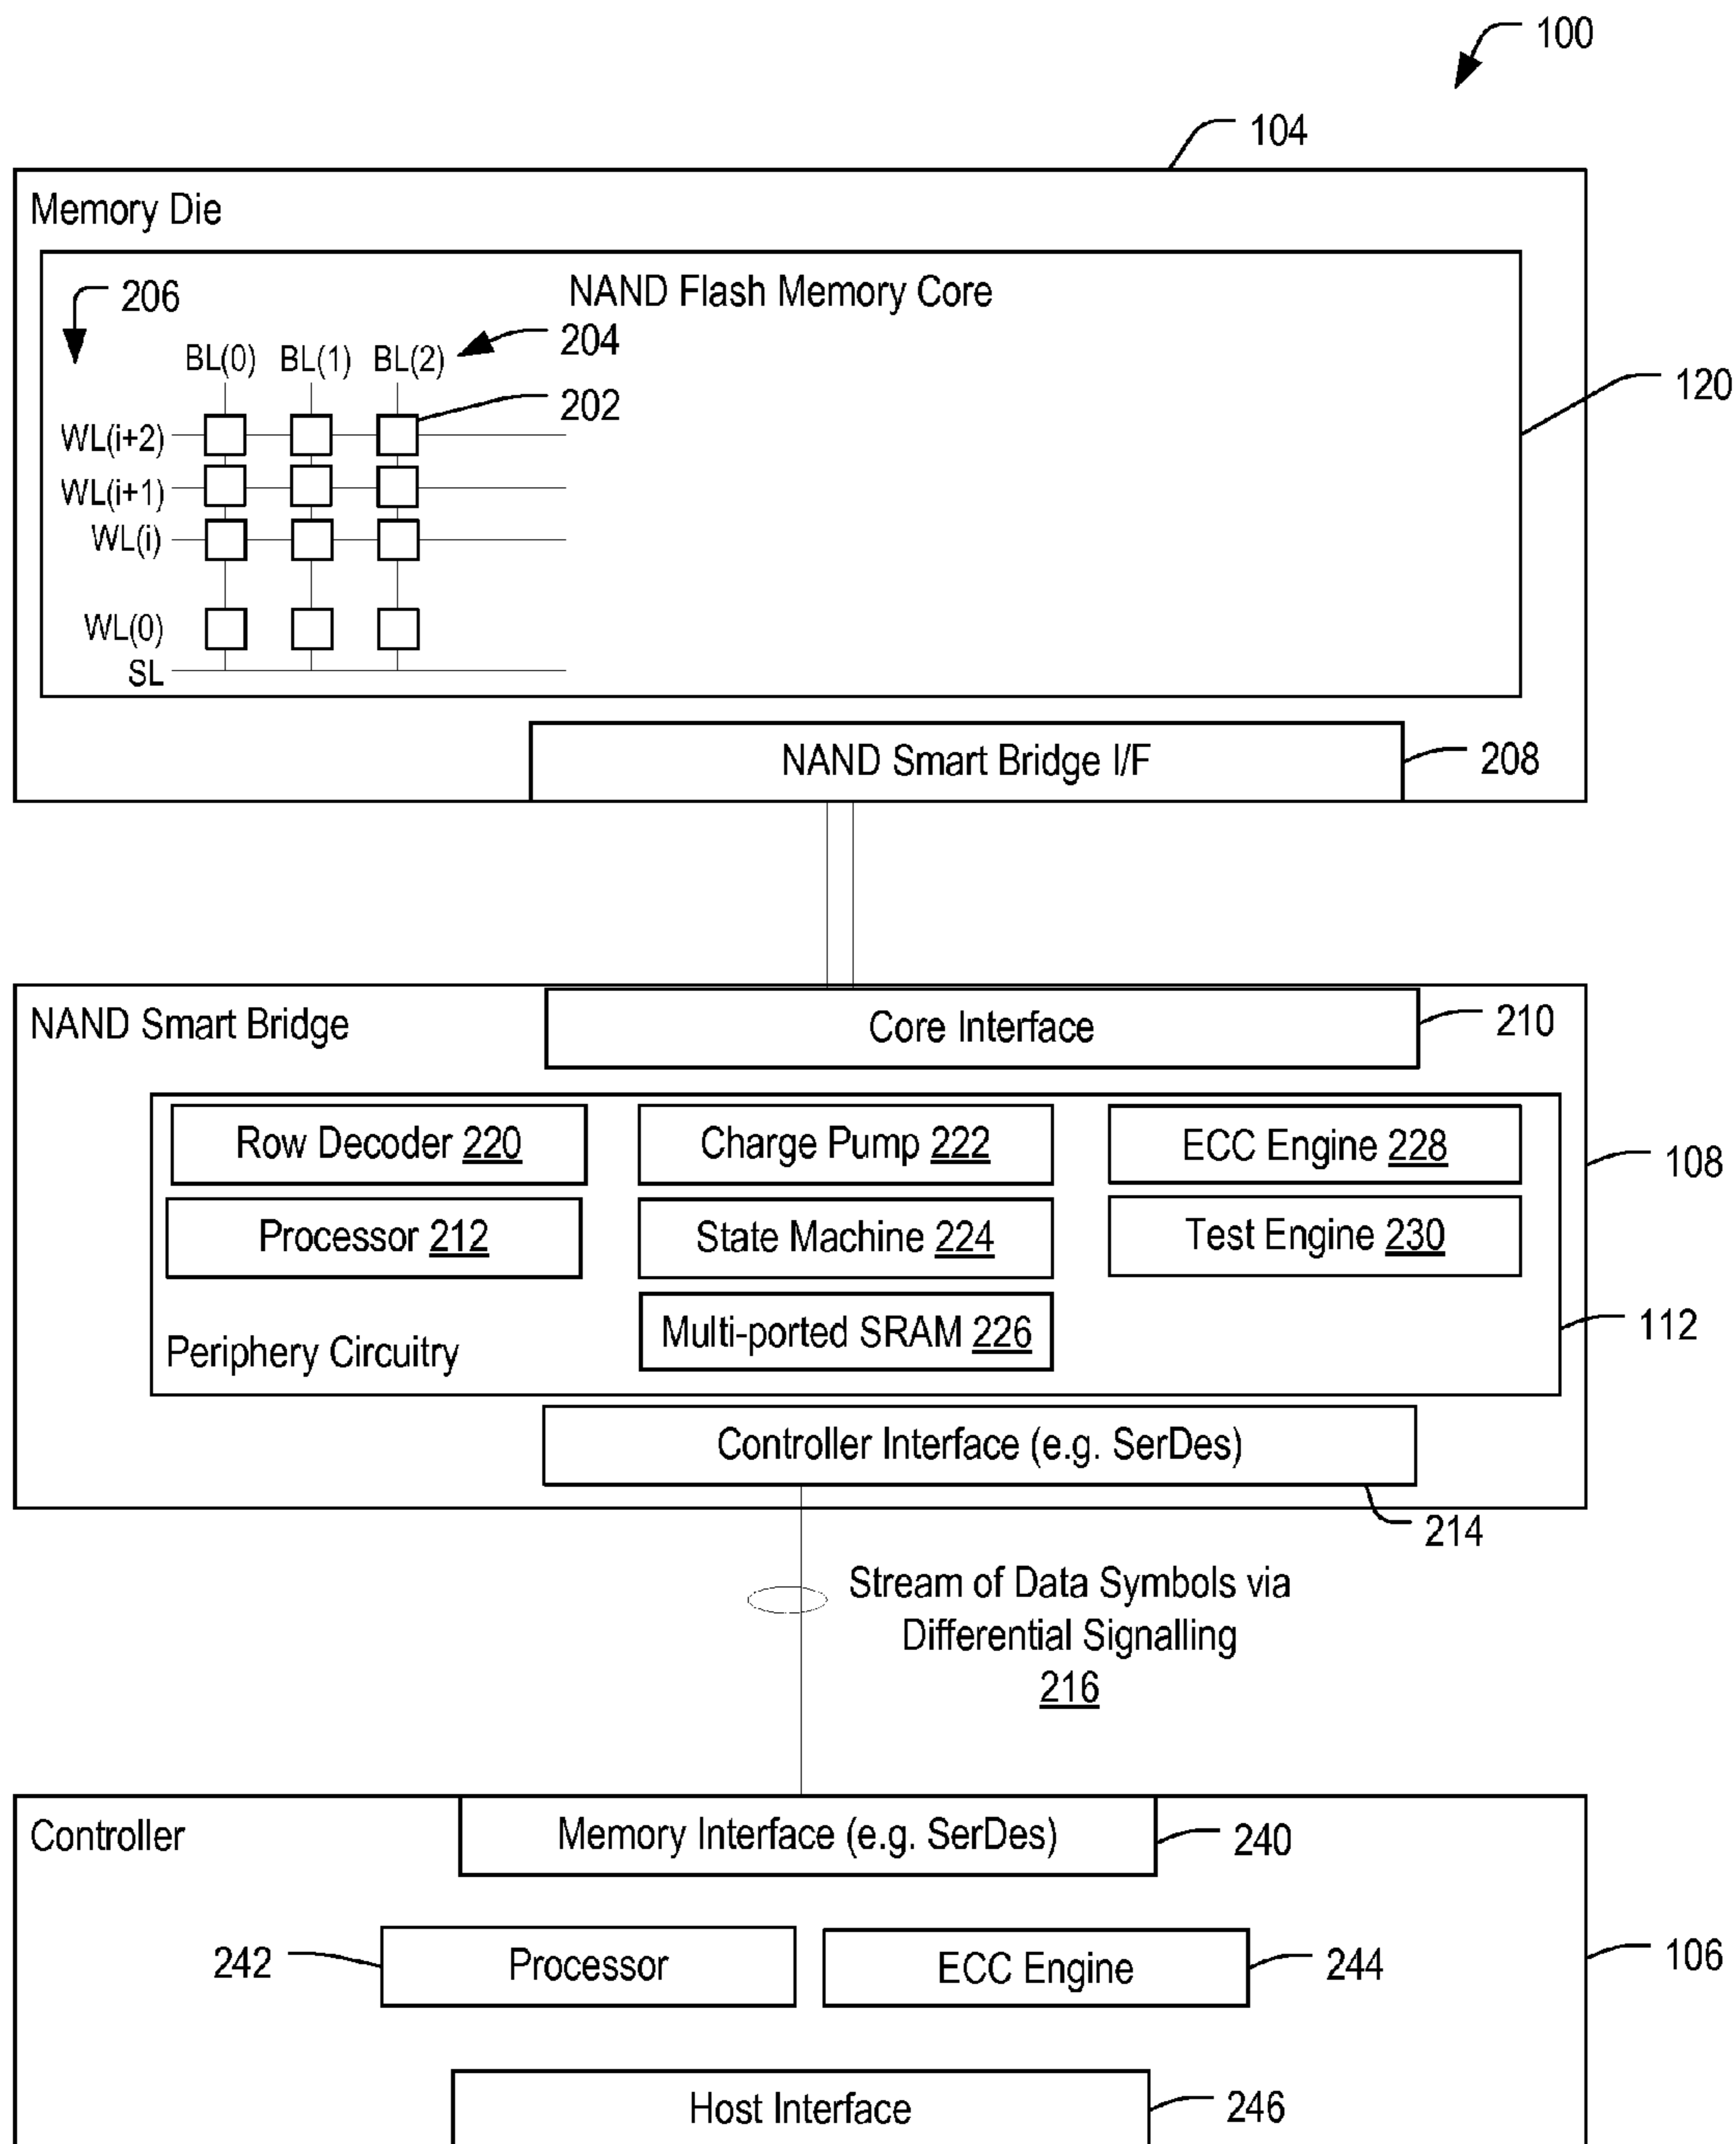 100
104
Memory Die
206
NAND Flash Memory Core
204
BL(0) BL(1) BL(2)
120
202
WL(i+2)
WL(i+1)
WL(i)
WL(0)
SL
NAND Smart Bridge I/F
208
NAND Smart Bridge
Core Interface
210
Row Decoder 220
Charge Pump 222
ECC Engine 228
108
Processor 212
State Machine 224
Test Engine 230
Multi-ported SRAM 226
112
Periphery Circuitry
Controller Interface (e.g. SerDes)
214
Stream of Data Symbols via
Differential Signalling
216
Controller
Memory Interface (e.g. SerDes)
240
242
Processor
ECC Engine
244
106
Host Interface
246